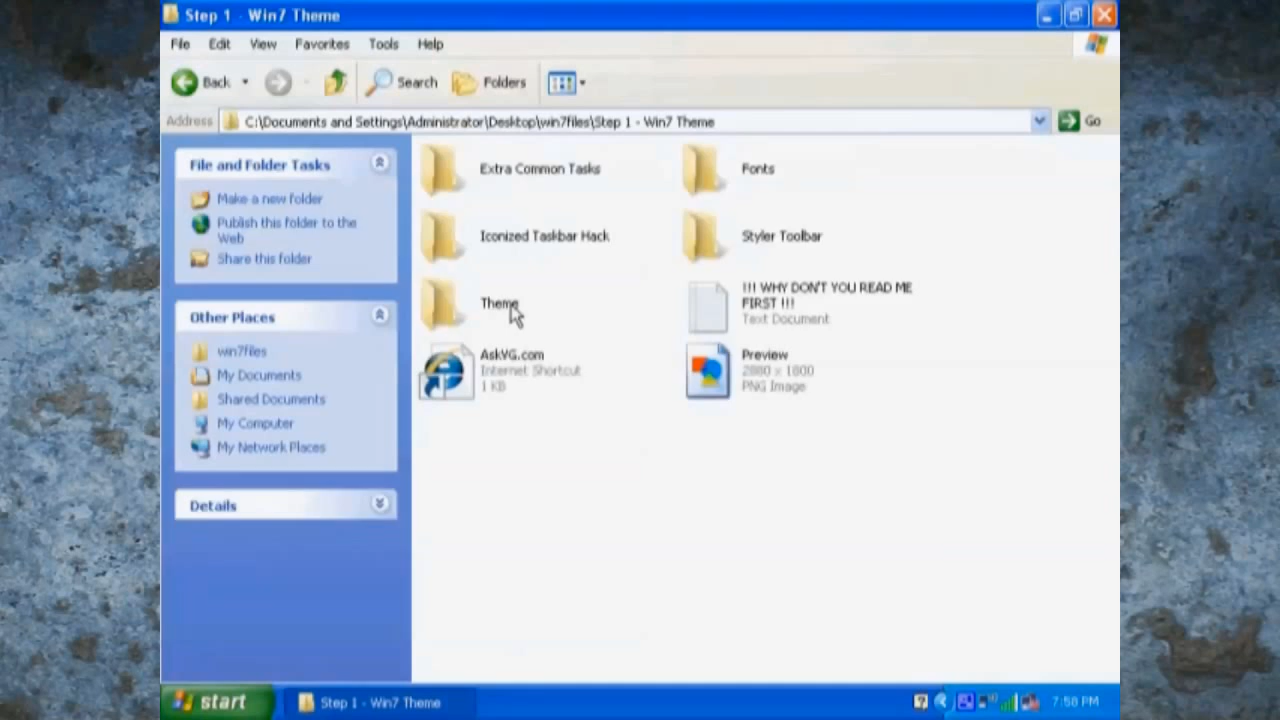 Step 1 - Win7 Theme
File Edit View Favorites Tools Help
Back Search Folders
Address C:\Documents and Settings\Administrator\Desktop\win7files\Step 1 - Win7 Theme Go
File and Folder Tasks
Make a new folder
Publish this folder to the
Web
Share this folder
Other Places
win7files
My Documents
Shared Documents
My Computer
My Network Places
Details
Extra Common Tasks
Fonts
Iconized Taskbar Hack
Styler Toolbar
Theme
!!! WHY DON'T YOU READ ME
FIRST !!!
Text Document
AskVG.com
Internet Shortcut
1 KB
Preview
2880 x 1800
PNG Image
start Step 1 - Win7 Theme 7:58 PM